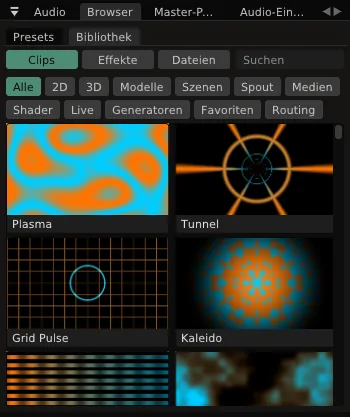 Audio Browser Master-P... Audio-Ein...
Presets Bibliothek
Clips Effekte Dateien Suchen
Alle 2D 3D Modelle Szenen Spout Medien
Shader Live Generatoren Favoriten Routing
Plasma Tunnel
Grid Pulse Kaleido